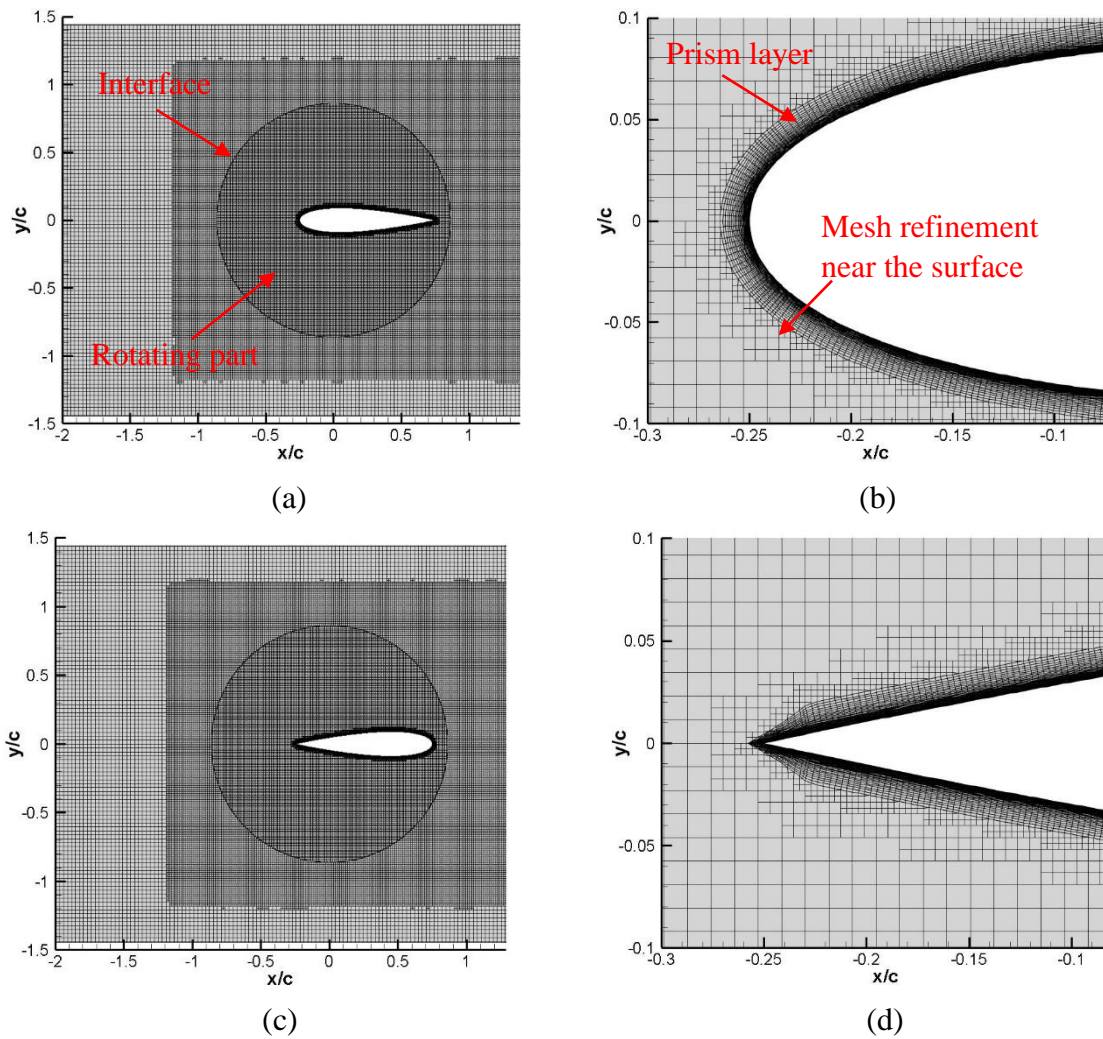 1.5
1
0.5
0
-0.5
-1
-1.5
y/c
Interface
Rotating part
-2 -1.5 -1 -0.5 0 0.5 1
x/c
(a)
0.1
0.05
0
-0.05
-0.1
y/c
Prism layer
Mesh refinement
near the surface
-0.3 -0.25 -0.2 -0.15 -0.1
x/c
(b)
1.5
1
0.5
0
-0.5
-1
-1.5
y/c
-2 -1.5 -1 -0.5 0 0.5 1
x/c
(c)
0.1
0.05
0
-0.05
-0.1
y/c
-0.3 -0.25 -0.2 -0.15 -0.1
x/c
(d)